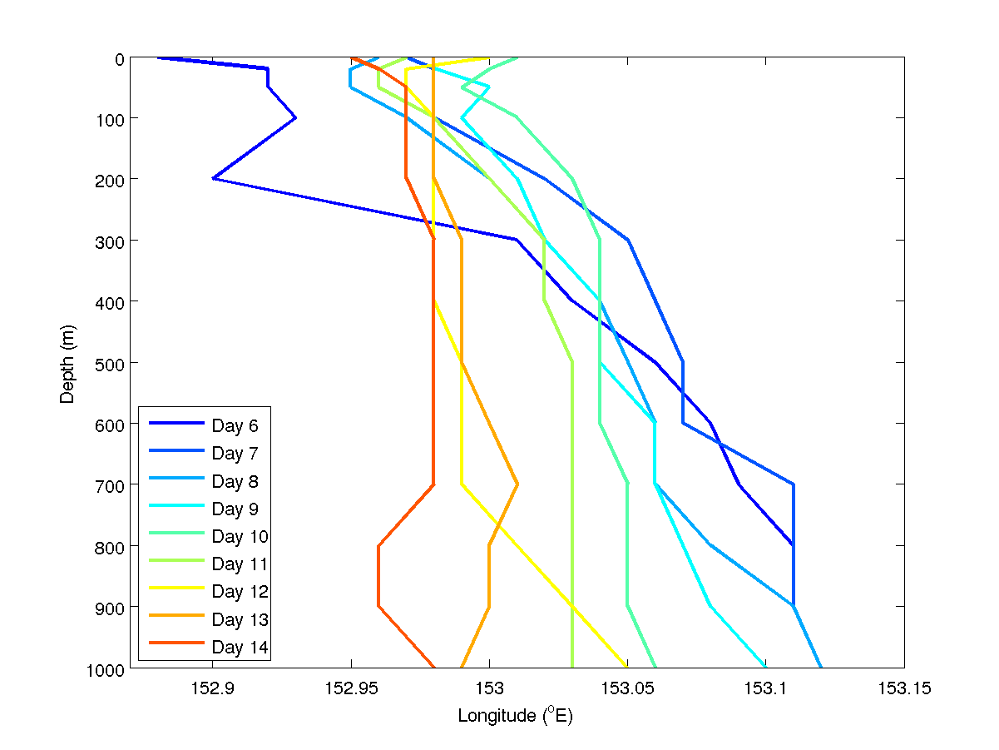 0
100
200
300
400
500
600
700
800
900
1000
Depth (m)
Day 6
Day 7
Day 8
Day 9
Day 10
Day 11
Day 12
Day 13
Day 14
152.9 152.95 153 153.05 153.1 153.15
Longitude (°E)